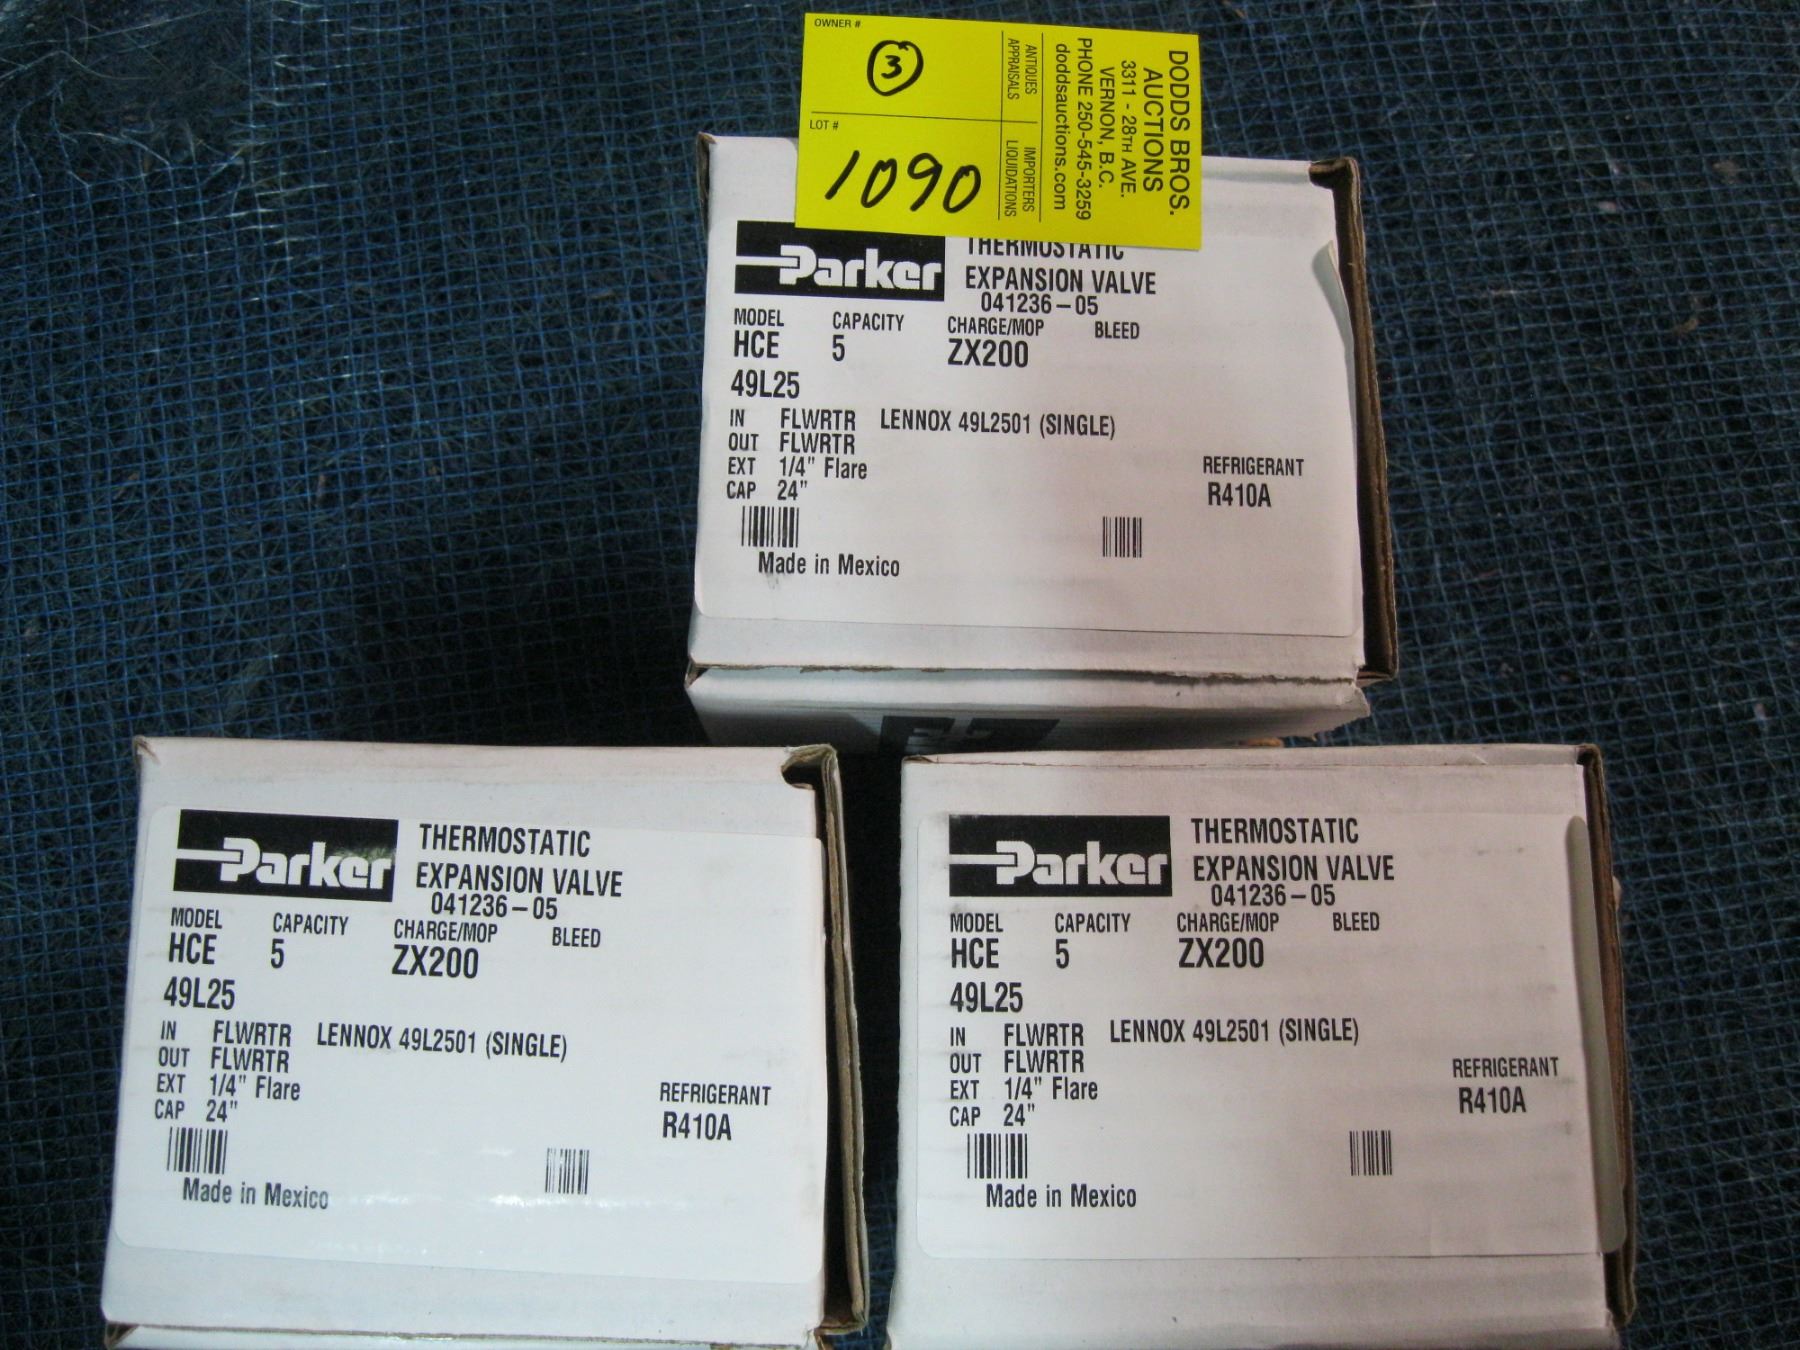 OWNER #
3
LOT #
1090
ANTIQUES
APPRAISALS
IMPORTERS
LIQUIDATIONS
DODDS BROS.
AUCTIONS
3311 - 28TH AVE.
VERNON, B.C.
PHONE 250-545-3259
doddsauctions.com
Parker
THERMOSTATIC
EXPANSION VALVE
041236-05
MODEL CAPACITY CHARGE/MOP BLEED
HCE 5 ZX200
49L25
IN FLWRTR LENNOX 49L2501 (SINGLE)
OUT FLWRTR
EXT 1/4" Flare
CAP 24"
REFRIGERANT
R410A
Made in Mexico
Parker
THERMOSTATIC
EXPANSION VALVE
041236-05
MODEL CAPACITY CHARGE/MOP BLEED
HCE 5 ZX200
49L25
IN FLWRTR LENNOX 49L2501 (SINGLE)
OUT FLWRTR
EXT 1/4" Flare
CAP 24"
REFRIGERANT
R410A
Made in Mexico
Parker
THERMOSTATIC
EXPANSION VALVE
041236-05
MODEL CAPACITY CHARGE/MOP BLEED
HCE 5 ZX200
49L25
IN FLWRTR LENNOX 49L2501 (SINGLE)
OUT FLWRTR
EXT 1/4" Flare
CAP 24"
REFRIGERANT
R410A
Made in Mexico